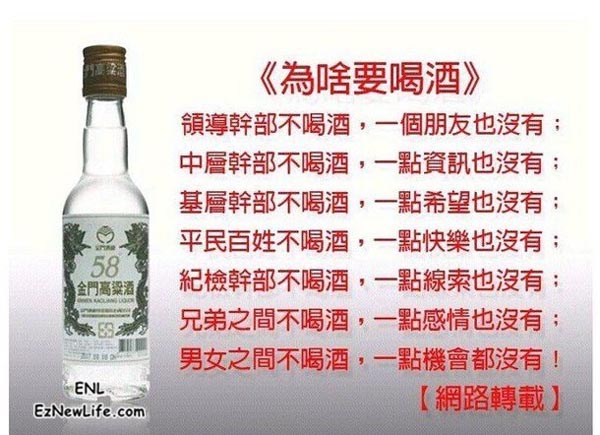 《為啥要喝酒》
領導幹部不喝酒，一個朋友也沒有；
中層幹部不喝酒，一點資訊也沒有；
基層幹部不喝酒，一點希望也沒有；
平民百姓不喝酒，一點快樂也沒有；
紀檢幹部不喝酒，一點線索也沒有；
兄弟之間不喝酒，一點感情也沒有；
男女之間不喝酒，一點機會都沒有！
【網路轉載】
58
金門高粱酒
KINMEN KAOLIANG LIQUOR
ENL
EzNewLife.com